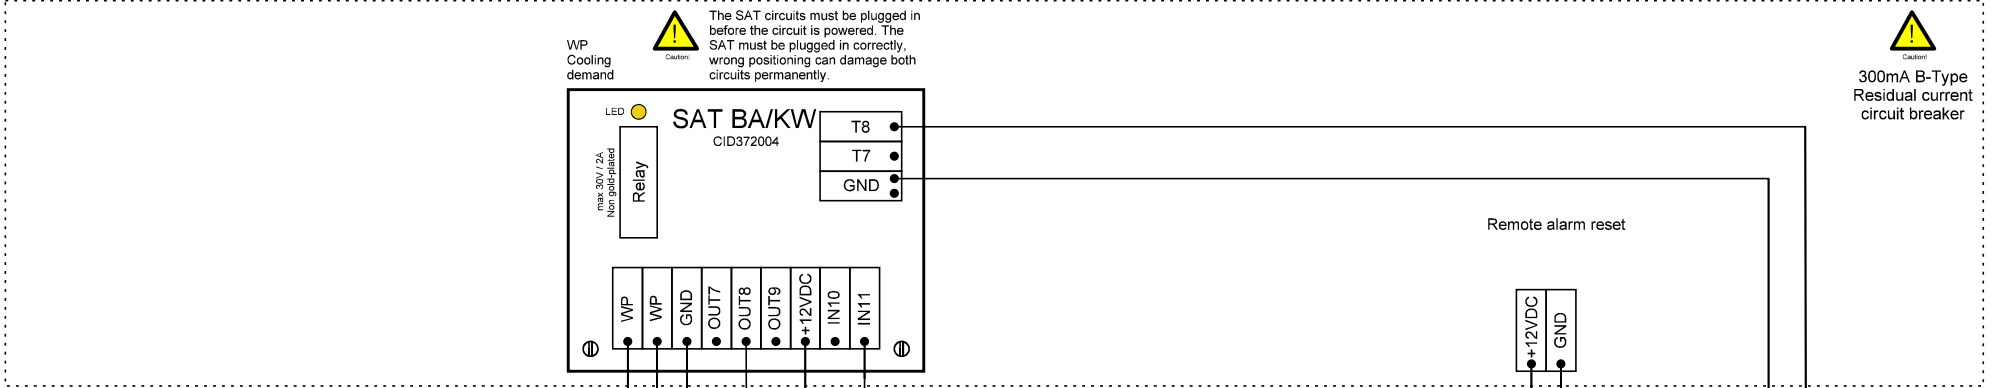 WP
Cooling
demand
Caution!
The SAT circuits must be plugged in
before the circuit is powered. The
SAT must be plugged in correctly,
wrong positioning can damage both
circuits permanently.
Caution!
300mA B-Type
Residual current
circuit breaker
LED
SAT BA/KW
CID372004
max 30V / 2A
Non gold-plated
Relay
T8
T7
GND
Remote alarm reset
WP
WP
GND
OUT7
OUT8
OUT9
+12VDC
IN10
IN11
+12VDC
GND